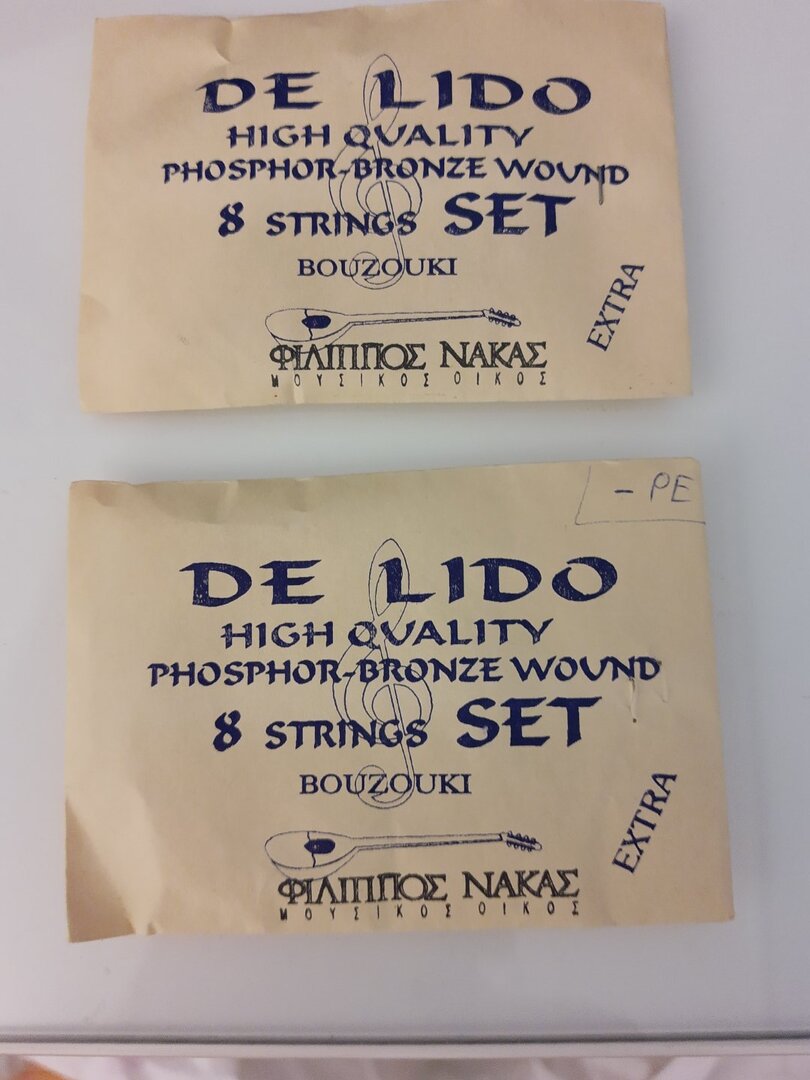 DE LIDO
HIGH QUALITY
PHOSPHOR-BRONZE WOUND
8 STRINGS SET
BOUZOUKI
EXTRA
ΦΙΛΙΠΠΟΣ ΝΑΚΑΣ
ΜΟΥΣΙΚΟΣ ΟΙΚΟΣ
- PE
DE LIDO
HIGH QUALITY
PHOSPHOR-BRONZE WOUND
8 STRINGS SET
BOUZOUKI
EXTRA
ΦΙΛΙΠΠΟΣ ΝΑΚΑΣ
ΜΟΥΣΙΚΟΣ ΟΙΚΟΣ